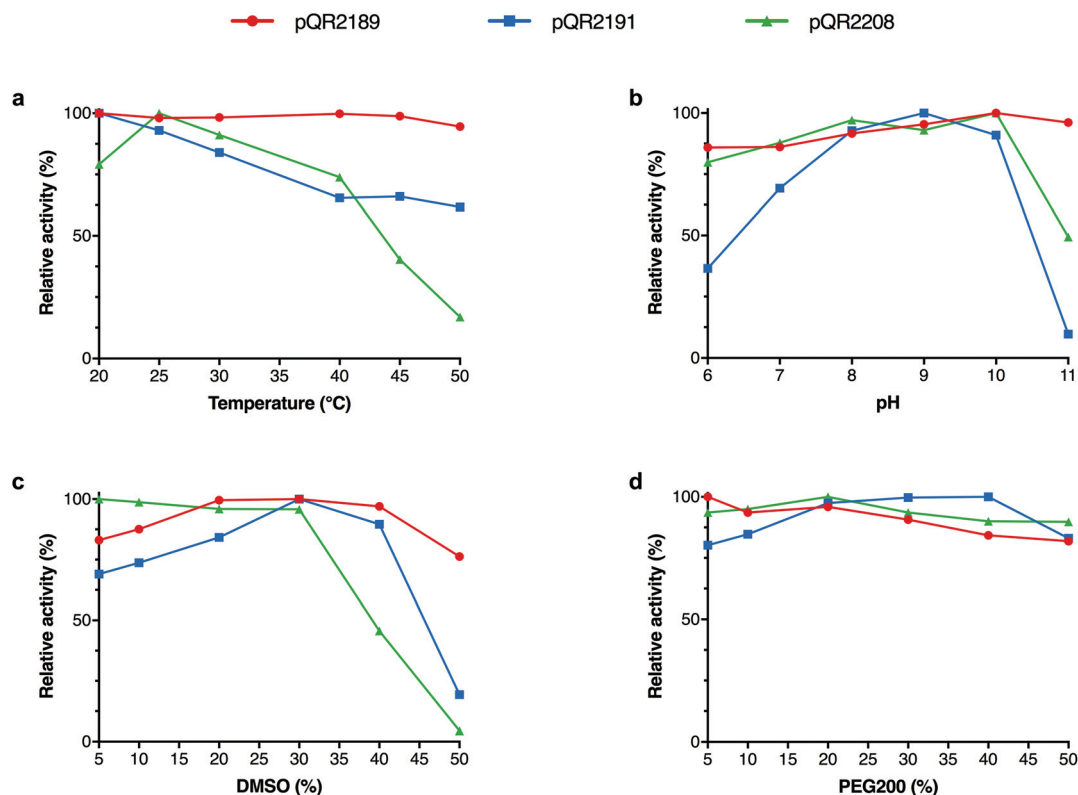 pQR2189 pQR2191 pQR2208
a
100
50
0
Relative activity (%)
20 25 30 35 40 45 50
Temperature (°C)
b
100
50
0
Relative activity (%)
6 7 8 9 10 11
pH
c
100
50
0
Relative activity (%)
5 10 15 20 25 30 35 40 45 50
DMSO (%)
d
100
50
0
Relative activity (%)
5 10 15 20 25 30 35 40 45 50
PEG200 (%)